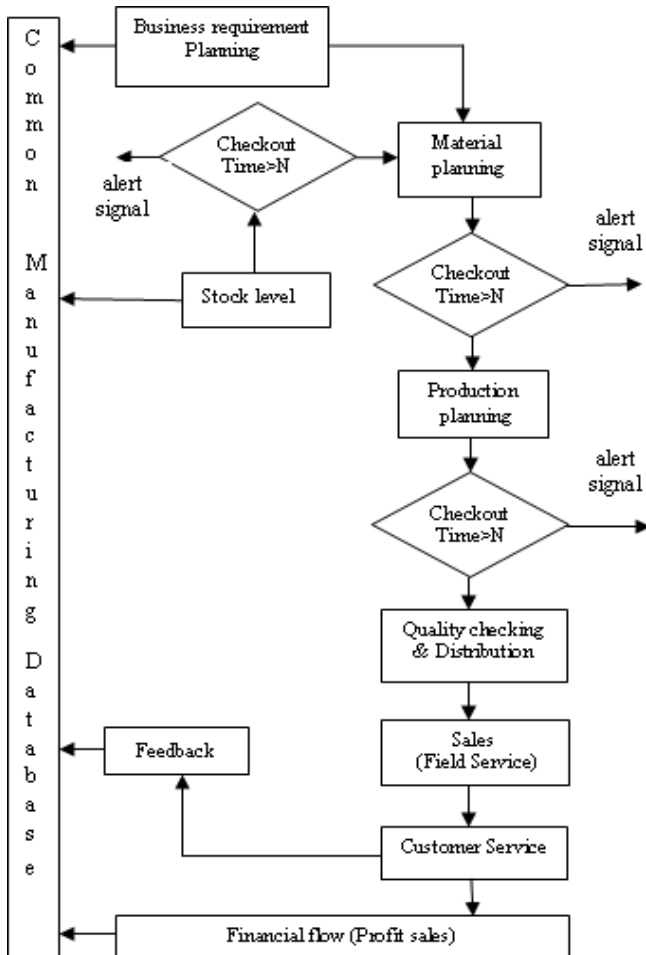 Common Manufacturing Database
Business requirement
Planning
Checkout
Time>N
alert
signal
Material
planning
alert
signal
Stock level
Checkout
Time>N
Production
planning
alert
signal
Checkout
Time>N
Quality checking
& Distribution
Feedback
Sales
(Field Service)
Customer Service
Financial flow (Profit sales)